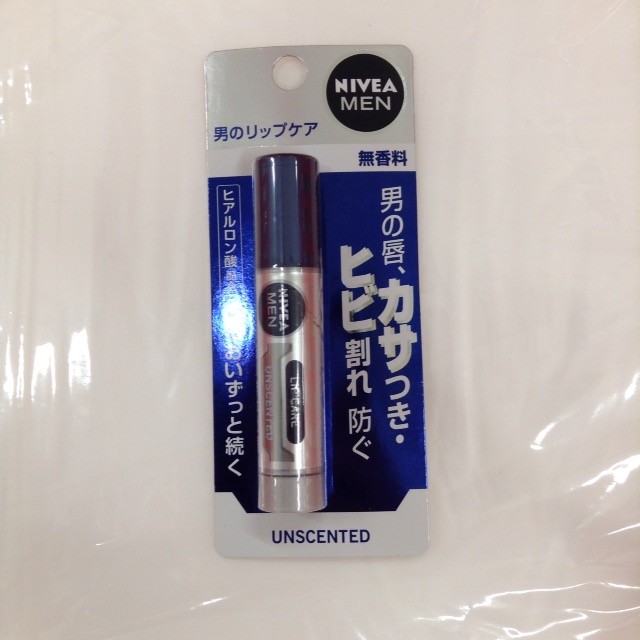 NIVEA
MEN
男のリップケア
無香料
男の唇、カサつき・
ヒビ割れ 防ぐ
ヒアルロン酸
おいずっと続く
NIVEA
MEN
LIP CARE
UNSCENTED
UNSCENTED